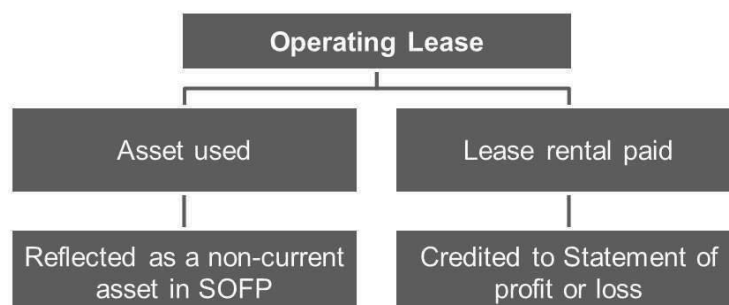 Operating Lease
Asset used
Lease rental paid
Reflected as a non-current
asset in SOFP
Credited to Statement of
profit or loss